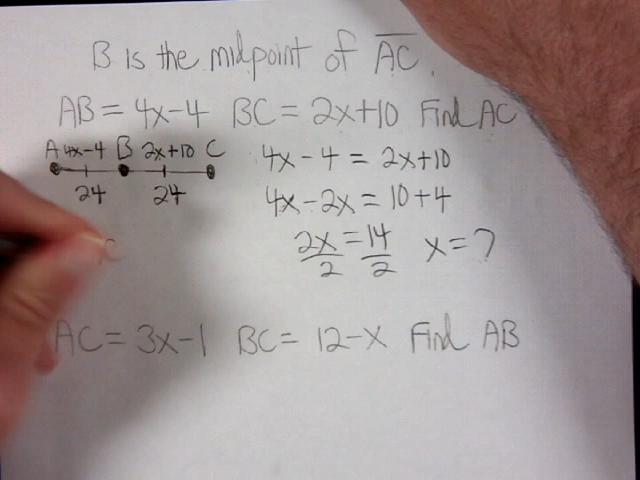 B is the midpoint of AC.
AB = 4x-4 BC = 2x+10 Find AC
A 4x-4 B 2x+10 C
24 24
4x-4 = 2x+10
4x-2x = 10+4
2x/2 = 14/2 x = 7
C
AC = 3x-1 BC = 12-x Find AB